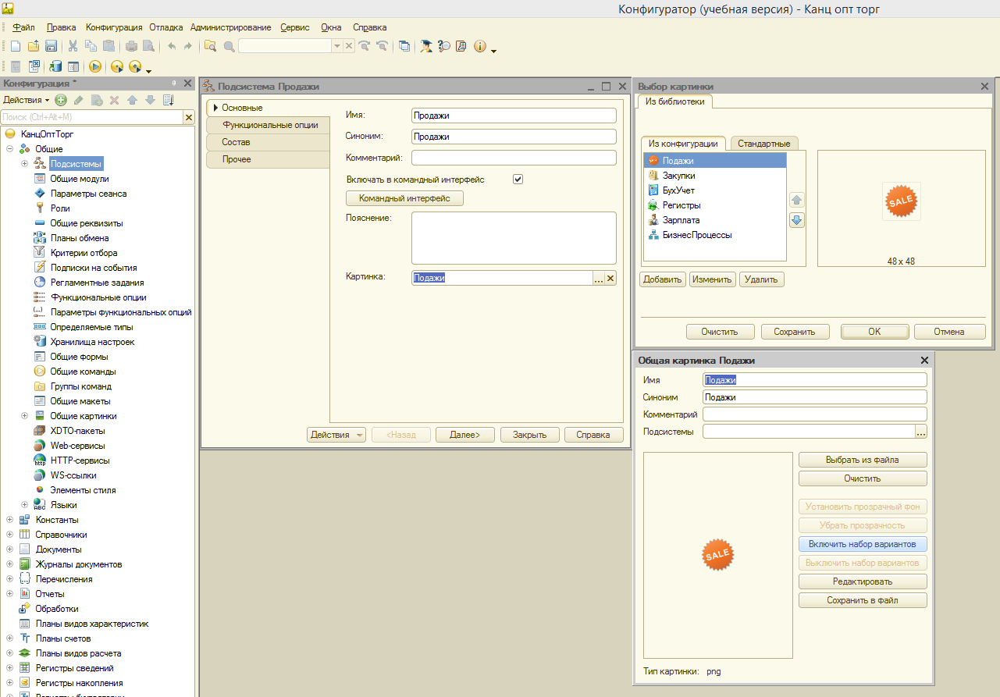 Конфигуратор (учебная версия) - Канц опт торг
Файл Правка Конфигурация Отладка Администрирование Сервис Окна Справка
Конфигурация *
Действия
Поиск (Ctrl+Alt+M)
КанцОптТорг
Общие
Подсистемы
Общие модули
Параметры сеанса
Роли
Общие реквизиты
Планы обмена
Критерии отбора
Подписки на события
Регламентные задания
Функциональные опции
Параметры функциональных опций
Определяемые типы
Хранилища настроек
Общие формы
Общие команды
Группы команд
Общие макеты
Общие картинки
XDTO-пакеты
Web-сервисы
HTTP-сервисы
WS-ссылки
Элементы стиля
Языки
Константы
Справочники
Документы
Журналы документов
Перечисления
Отчеты
Обработки
Планы видов характеристик
Планы счетов
Планы видов расчета
Регистры сведений
Регистры накопления
Регистры бухгалтерии
Подсистема Продажи
Основные
Функциональные опции
Состав
Прочее
Имя: Продажи
Синоним: Продажи
Комментарий:
Включать в командный интерфейс
Командный интерфейс
Пояснение:
Картинка: Подажи
Действия <Назад Далее> Закрыть Справка
Выбор картинки
Из библиотеки
Из конфигурации Стандартные
Подажи
Закупки
БухУчет
Регистры
Зарплата
БизнесПроцессы
SALE
48 x 48
Добавить Изменить Удалить
Очистить Сохранить OK Отмена
Общая картинка Подажи
Имя Подажи
Синоним Подажи
Комментарий
Подсистемы
Выбрать из файла
Очистить
Установить прозрачный фон
Убрать прозрачность
Включить набор вариантов
Выключить набор вариантов
Редактировать
Сохранить в файл
SALE
Тип картинки: png